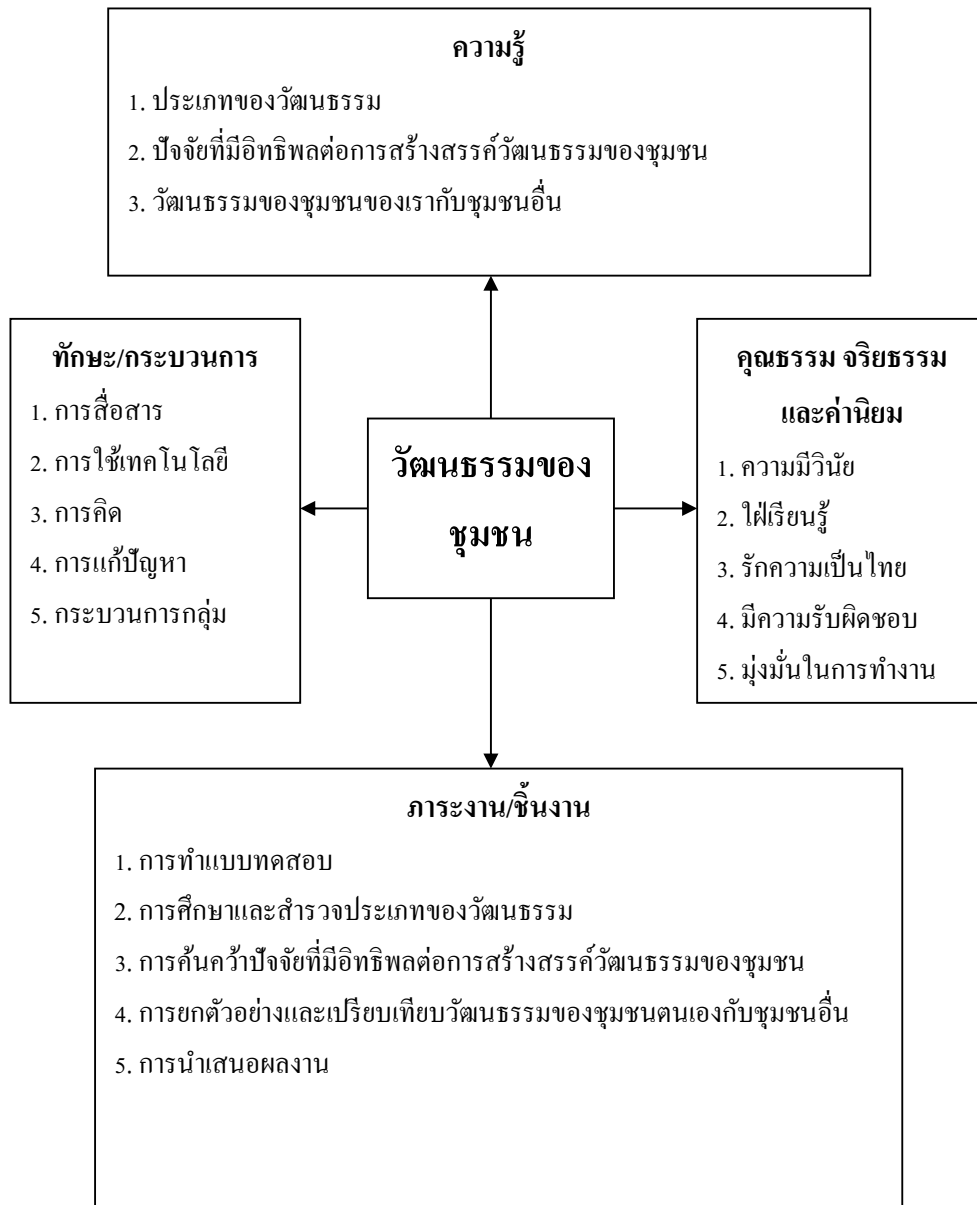 ความรู้
1. ประเภทของวัฒนธรรม
2. ปัจจัยที่มีอิทธิพลต่อการสร้างสรรค์วัฒนธรรมของชุมชน
3. วัฒนธรรมของชุมชนของเรากับชุมชนอื่น
ทักษะ/กระบวนการ
1. การสื่อสาร
2. การใช้เทคโนโลยี
3. การคิด
4. การแก้ปัญหา
5. กระบวนการกลุ่ม
วัฒนธรรมของ
ชุมชน
คุณธรรม จริยธรรม
และค่านิยม
1. ความมีวินัย
2. ใฝ่เรียนรู้
3. รักความเป็นไทย
4. มีความรับผิดชอบ
5. มุ่งมั่นในการทำงาน
ภาระงาน/ชิ้นงาน
1. การทำแบบทดสอบ
2. การศึกษาและสำรวจประเภทของวัฒนธรรม
3. การค้นคว้าปัจจัยที่มีอิทธิพลต่อการสร้างสรรค์วัฒนธรรมของชุมชน
4. การยกตัวอย่างและเปรียบเทียบวัฒนธรรมของชุมชนตนเองกับชุมชนอื่น
5. การนำเสนอผลงาน